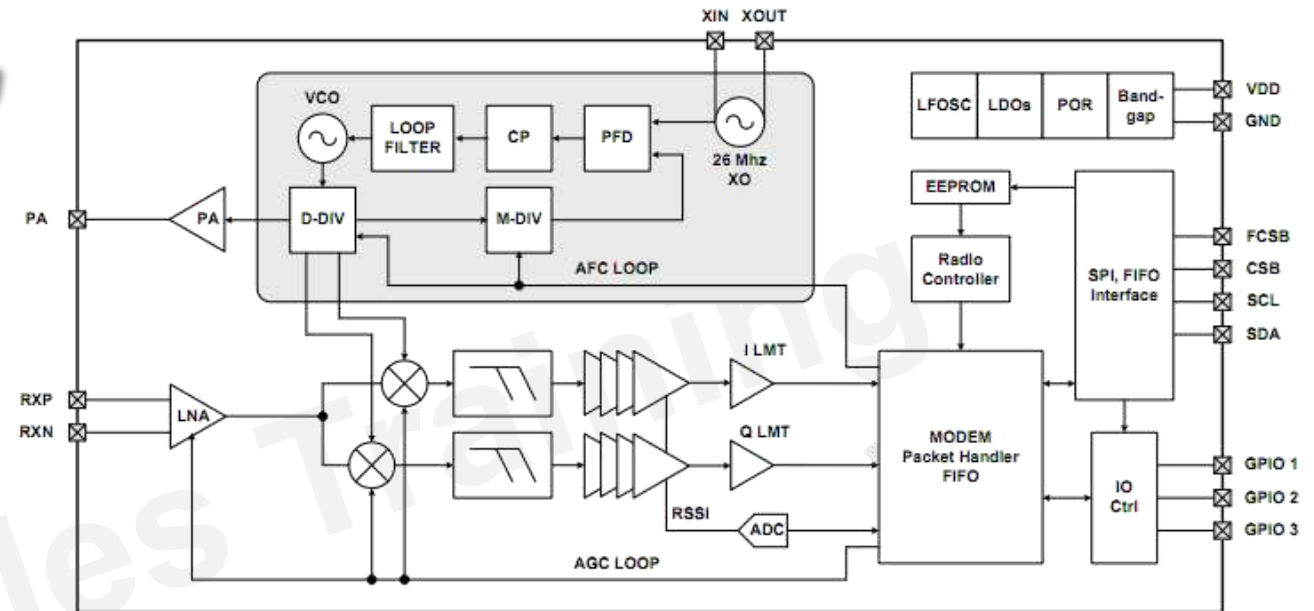 XIN XOUT
VCO
LOOP
FILTER
CP
PFD
26 Mhz
XO
LFOSC
LDOs
POR
Band-
gap
VDD
GND
EEPROM
PA
PA
D-DIV
M-DIV
AFC LOOP
Radio
Controller
SPI, FIFO
Interface
FCSB
CSB
SCL
SDA
RXP
RXN
LNA
I LMT
Q LMT
MODEM
Packet Handler
FIFO
RSSI
ADC
AGC LOOP
IO
Ctrl
GPIO 1
GPIO 2
GPIO 3
les Training